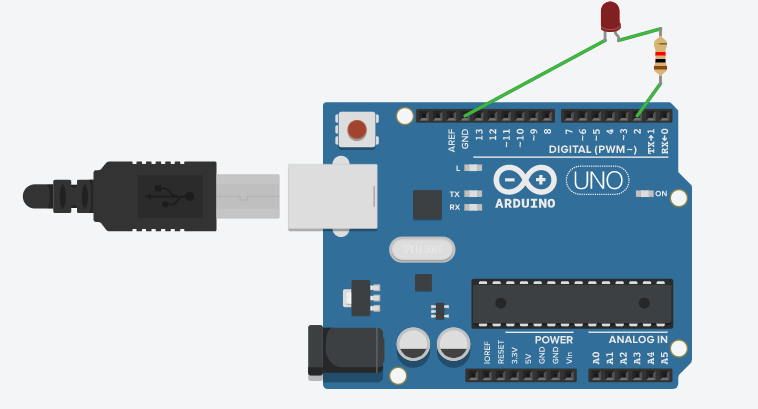 AREF
GND
13
12
~11
~10
~9
8
7
~6
~5
4
~3
2
TX→1
RX←0
DIGITAL (PWM~)
L
TX
RX
UNO
ON
ARDUINO
POWER
ANALOG IN
IOREF
RESET
3.3V
5V
GND
GND
Vin
A0
A1
A2
A3
A4
A5